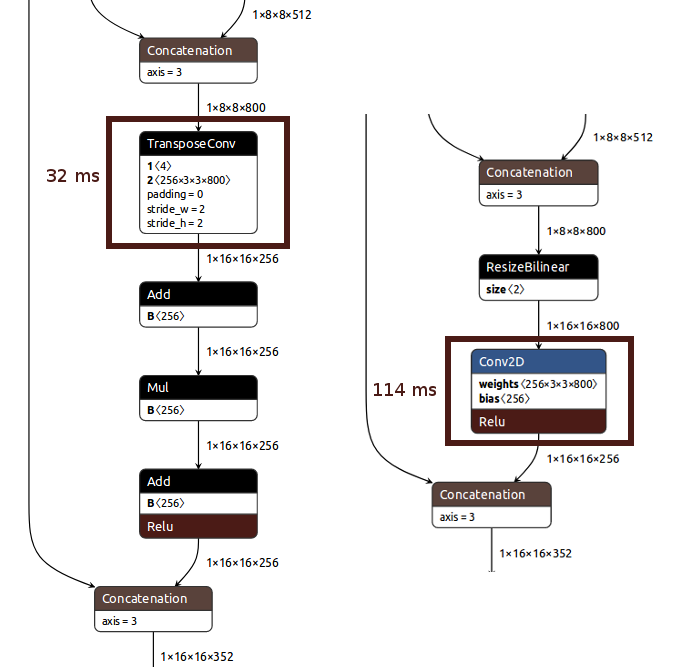 1×8×8×512
Concatenation
axis = 3
1×8×8×800
32 ms
TransposeConv
1⟨4⟩
2⟨256×3×3×800⟩
padding = 0
stride_w = 2
stride_h = 2
1×16×16×256
Add
B⟨256⟩
1×16×16×256
Mul
B⟨256⟩
1×16×16×256
Add
B⟨256⟩
Relu
1×16×16×256
Concatenation
axis = 3
1×16×16×352
1×8×8×512
Concatenation
axis = 3
1×8×8×800
ResizeBilinear
size⟨2⟩
1×16×16×800
114 ms
Conv2D
weights⟨256×3×3×800⟩
bias⟨256⟩
Relu
1×16×16×256
Concatenation
axis = 3
1×16×16×352